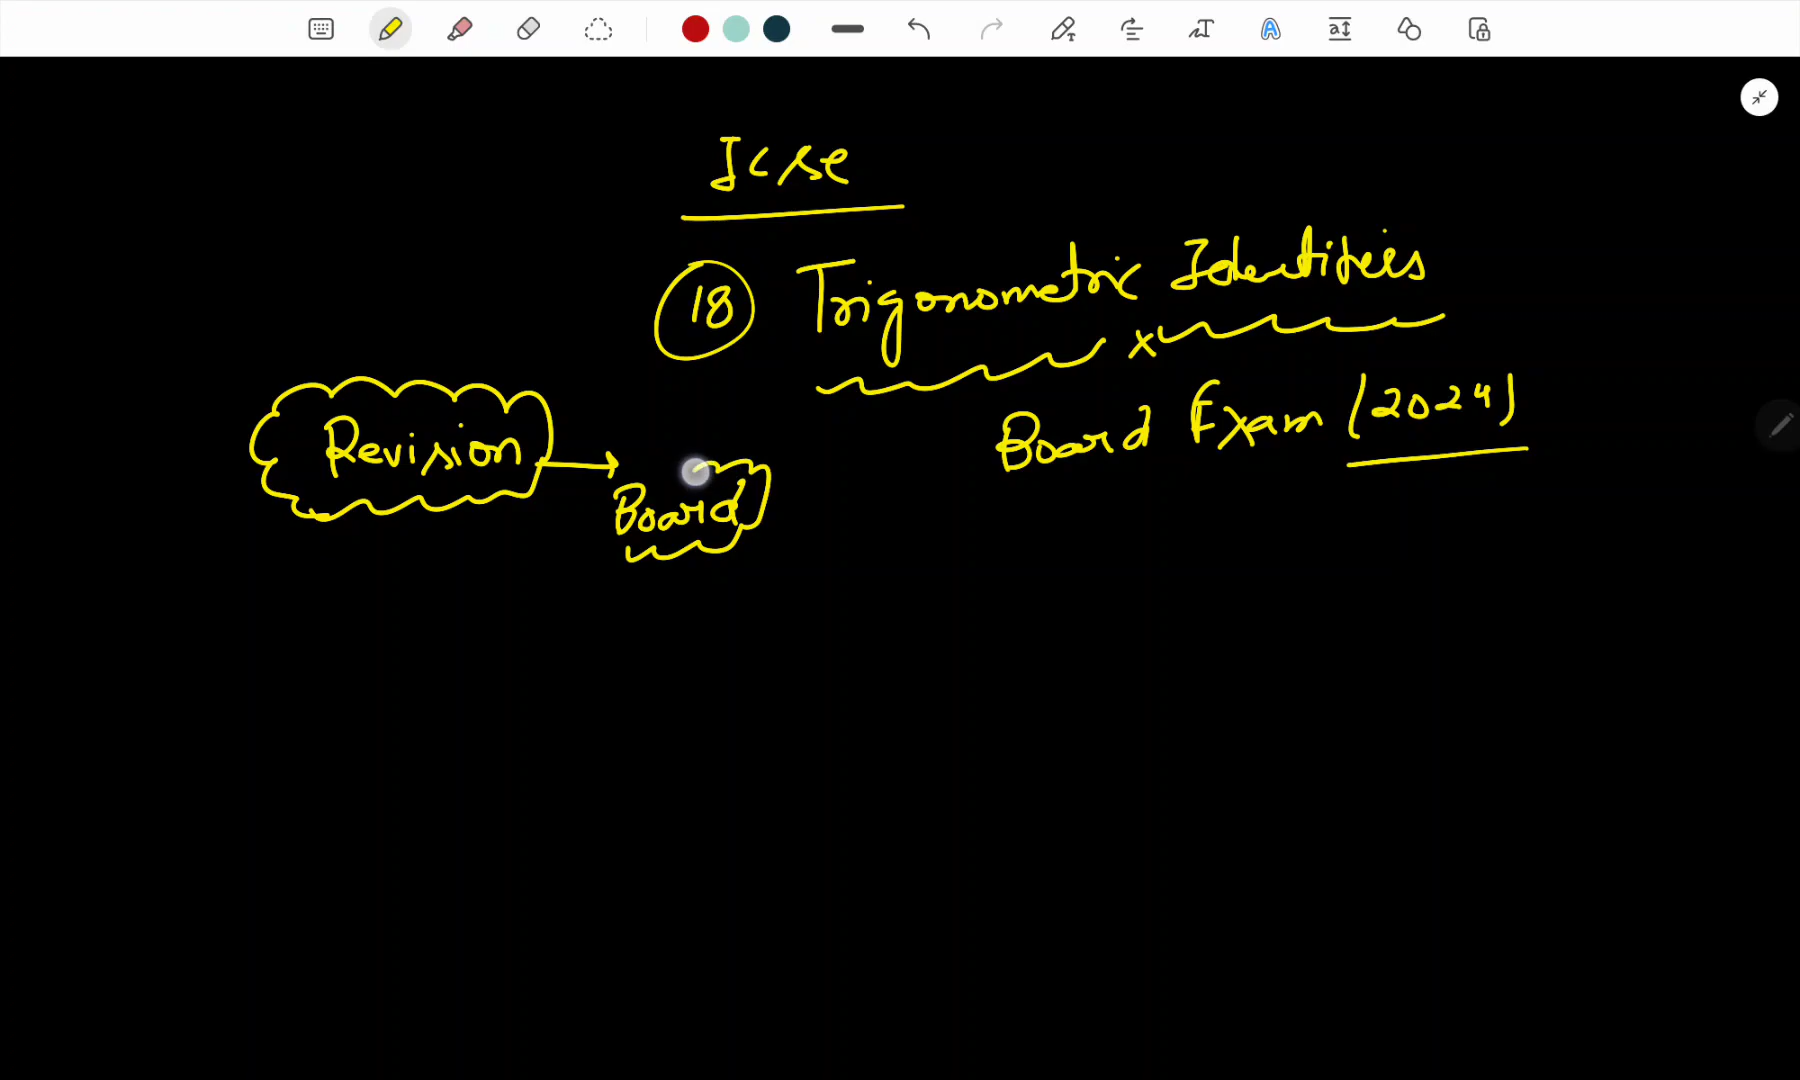 Icse
18 Trigonometric Identities
Board Exam (2024)
Revision → Board